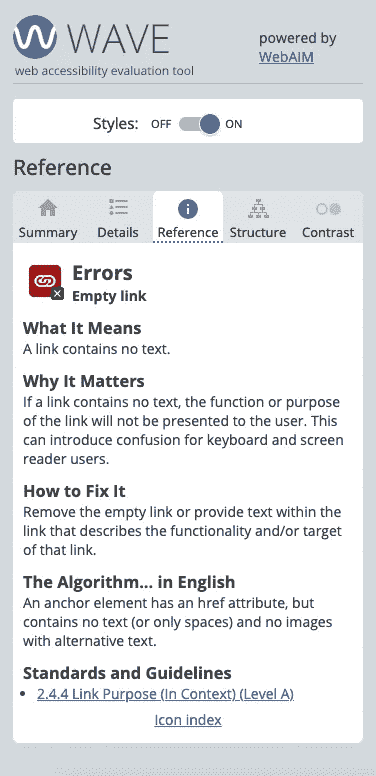 WAVE
powered by
WebAIM
web accessibility evaluation tool
Styles: OFF ON
Reference
Summary Details Reference Structure Contrast
Errors
Empty link
What It Means
A link contains no text.
Why It Matters
If a link contains no text, the function or purpose
of the link will not be presented to the user. This
can introduce confusion for keyboard and screen
reader users.
How to Fix It
Remove the empty link or provide text within the
link that describes the functionality and/or target
of that link.
The Algorithm... in English
An anchor element has an href attribute, but
contains no text (or only spaces) and no images
with alternative text.
Standards and Guidelines
• 2.4.4 Link Purpose (In Context) (Level A)
Icon index